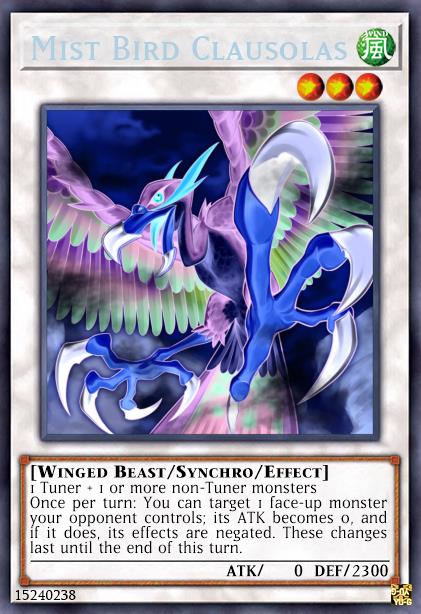 Mist Bird Clausolas
WIND
風
[Winged Beast/Synchro/Effect]
1 Tuner + 1 or more non-Tuner monsters
Once per turn: You can target 1 face-up monster
your opponent controls; its ATK becomes 0, and
if it does, its effects are negated. These changes
last until the end of this turn.
ATK/ 0 DEF/2300
15240238